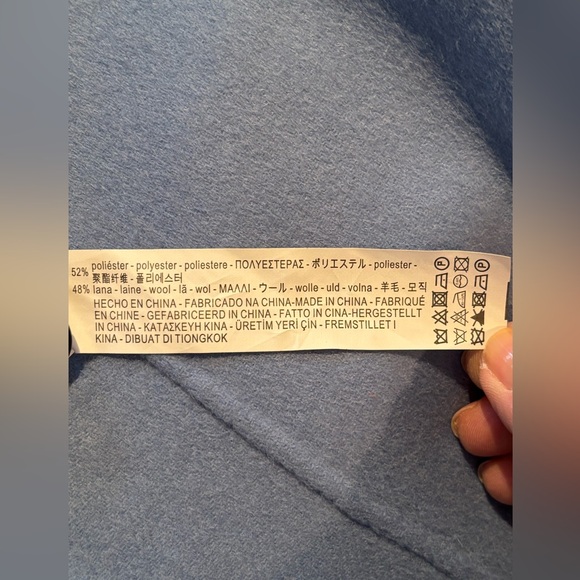 52% poliéster - polyester - poliestere - ΠΟΛΥΕΣΤΕΡΑΣ - ポリエステル - poliester -
聚酯纤维 - 폴리에스터
48% lana - laine - wool - lã - wol - ΜΑΛΛΙ - ウール - wolle - uld - volna - 羊毛 - 모직
HECHO EN CHINA - FABRICADO NA CHINA-MADE IN CHINA - FABRIQUÉ
EN CHINE - GEFABRICEERD IN CHINA - FATTO IN CINA-HERGESTELLT
IN CHINA - ΚΑΤΑΣΚΕΥΗ ΚΙΝΑ - ÜRETİM YERİ ÇİN - FREMSTILLET I
KINA - DIBUAT DI TIONGKOK